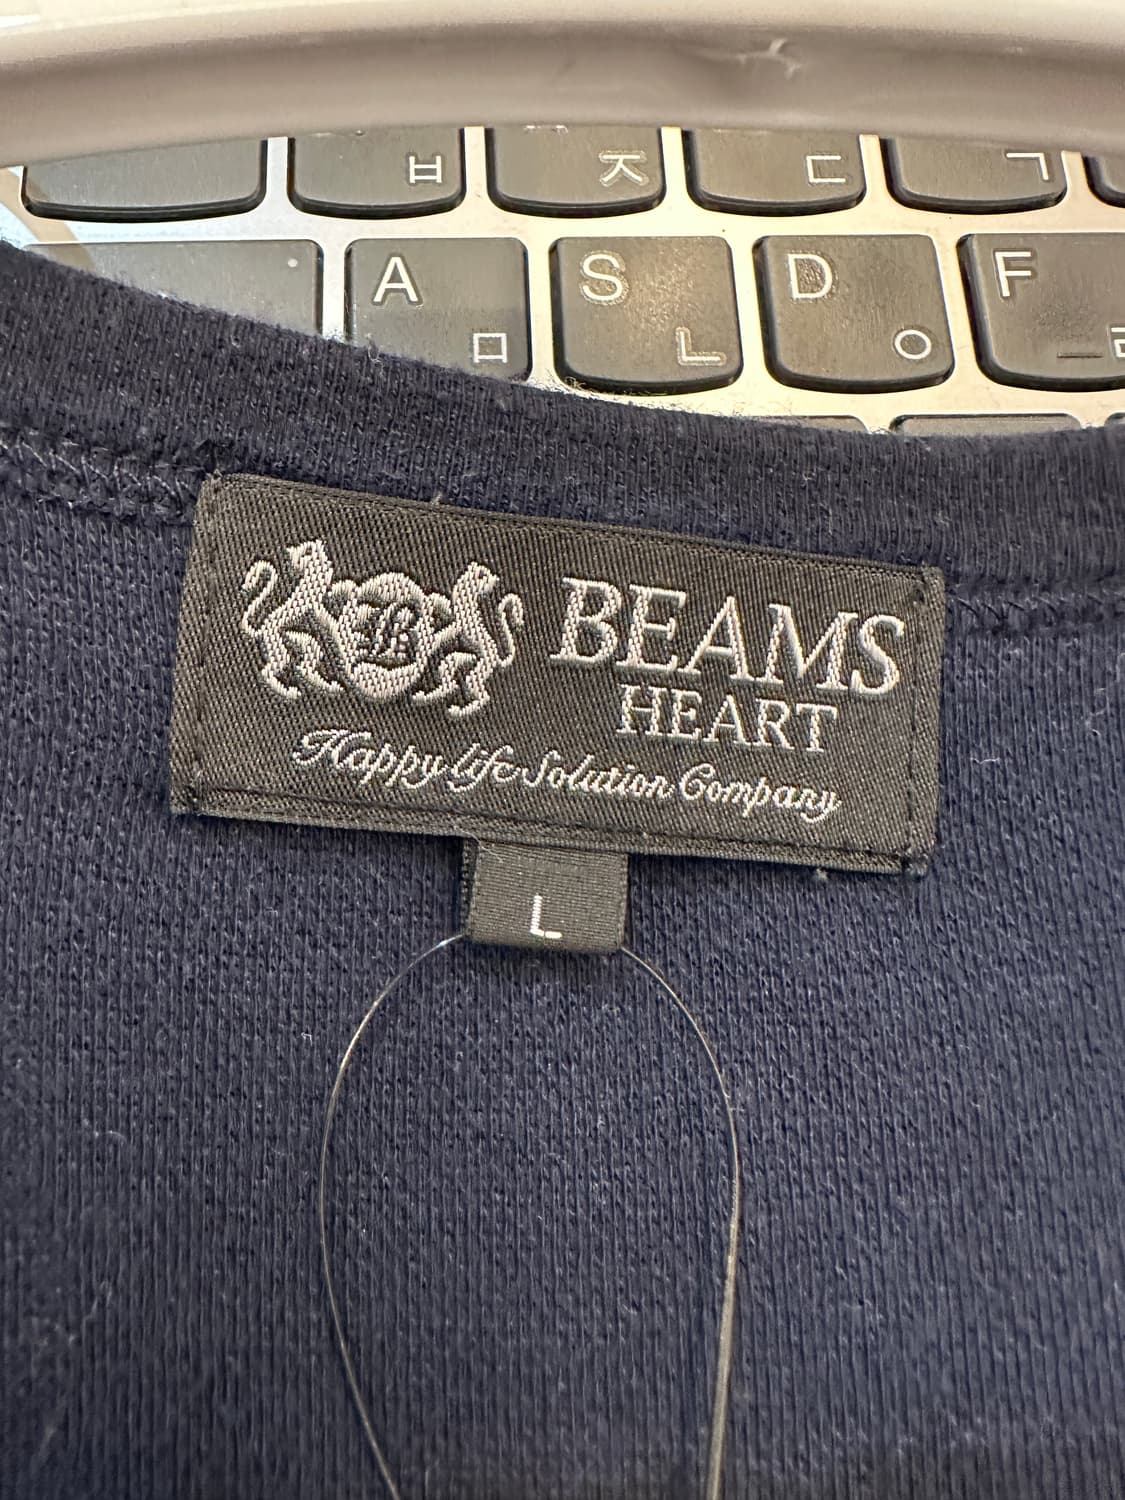 ㅂ ㅈ ㄷ ㄱ
A S D F
ㅁ ㄴ ㅇ ㄹ
B
BEAMS
HEART
Happy life Solution Company
L